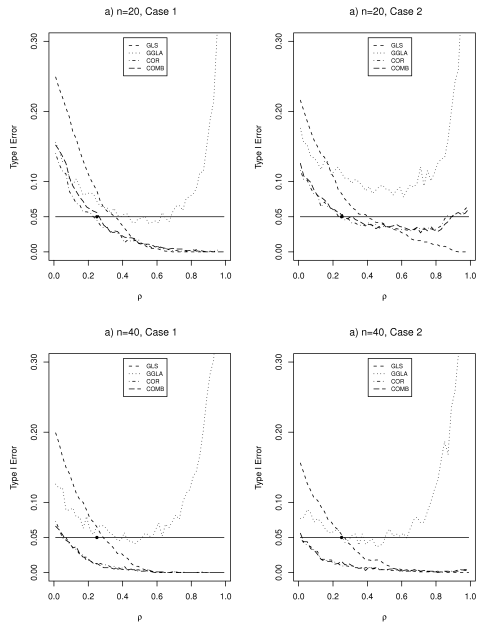 a) n=20, Case 1
Type I Error
0.00 0.05 0.10 0.20 0.30
GLS
GGLA
COR
COMB
0.0 0.2 0.4 0.6 0.8 1.0
ρ
a) n=20, Case 2
Type I Error
0.00 0.05 0.10 0.20 0.30
GLS
GGLA
COR
COMB
0.0 0.2 0.4 0.6 0.8 1.0
ρ
a) n=40, Case 1
Type I Error
0.00 0.05 0.10 0.20 0.30
GLS
GGLA
COR
COMB
0.0 0.2 0.4 0.6 0.8 1.0
ρ
a) n=40, Case 2
Type I Error
0.00 0.05 0.10 0.20 0.30
GLS
GGLA
COR
COMB
0.0 0.2 0.4 0.6 0.8 1.0
ρ